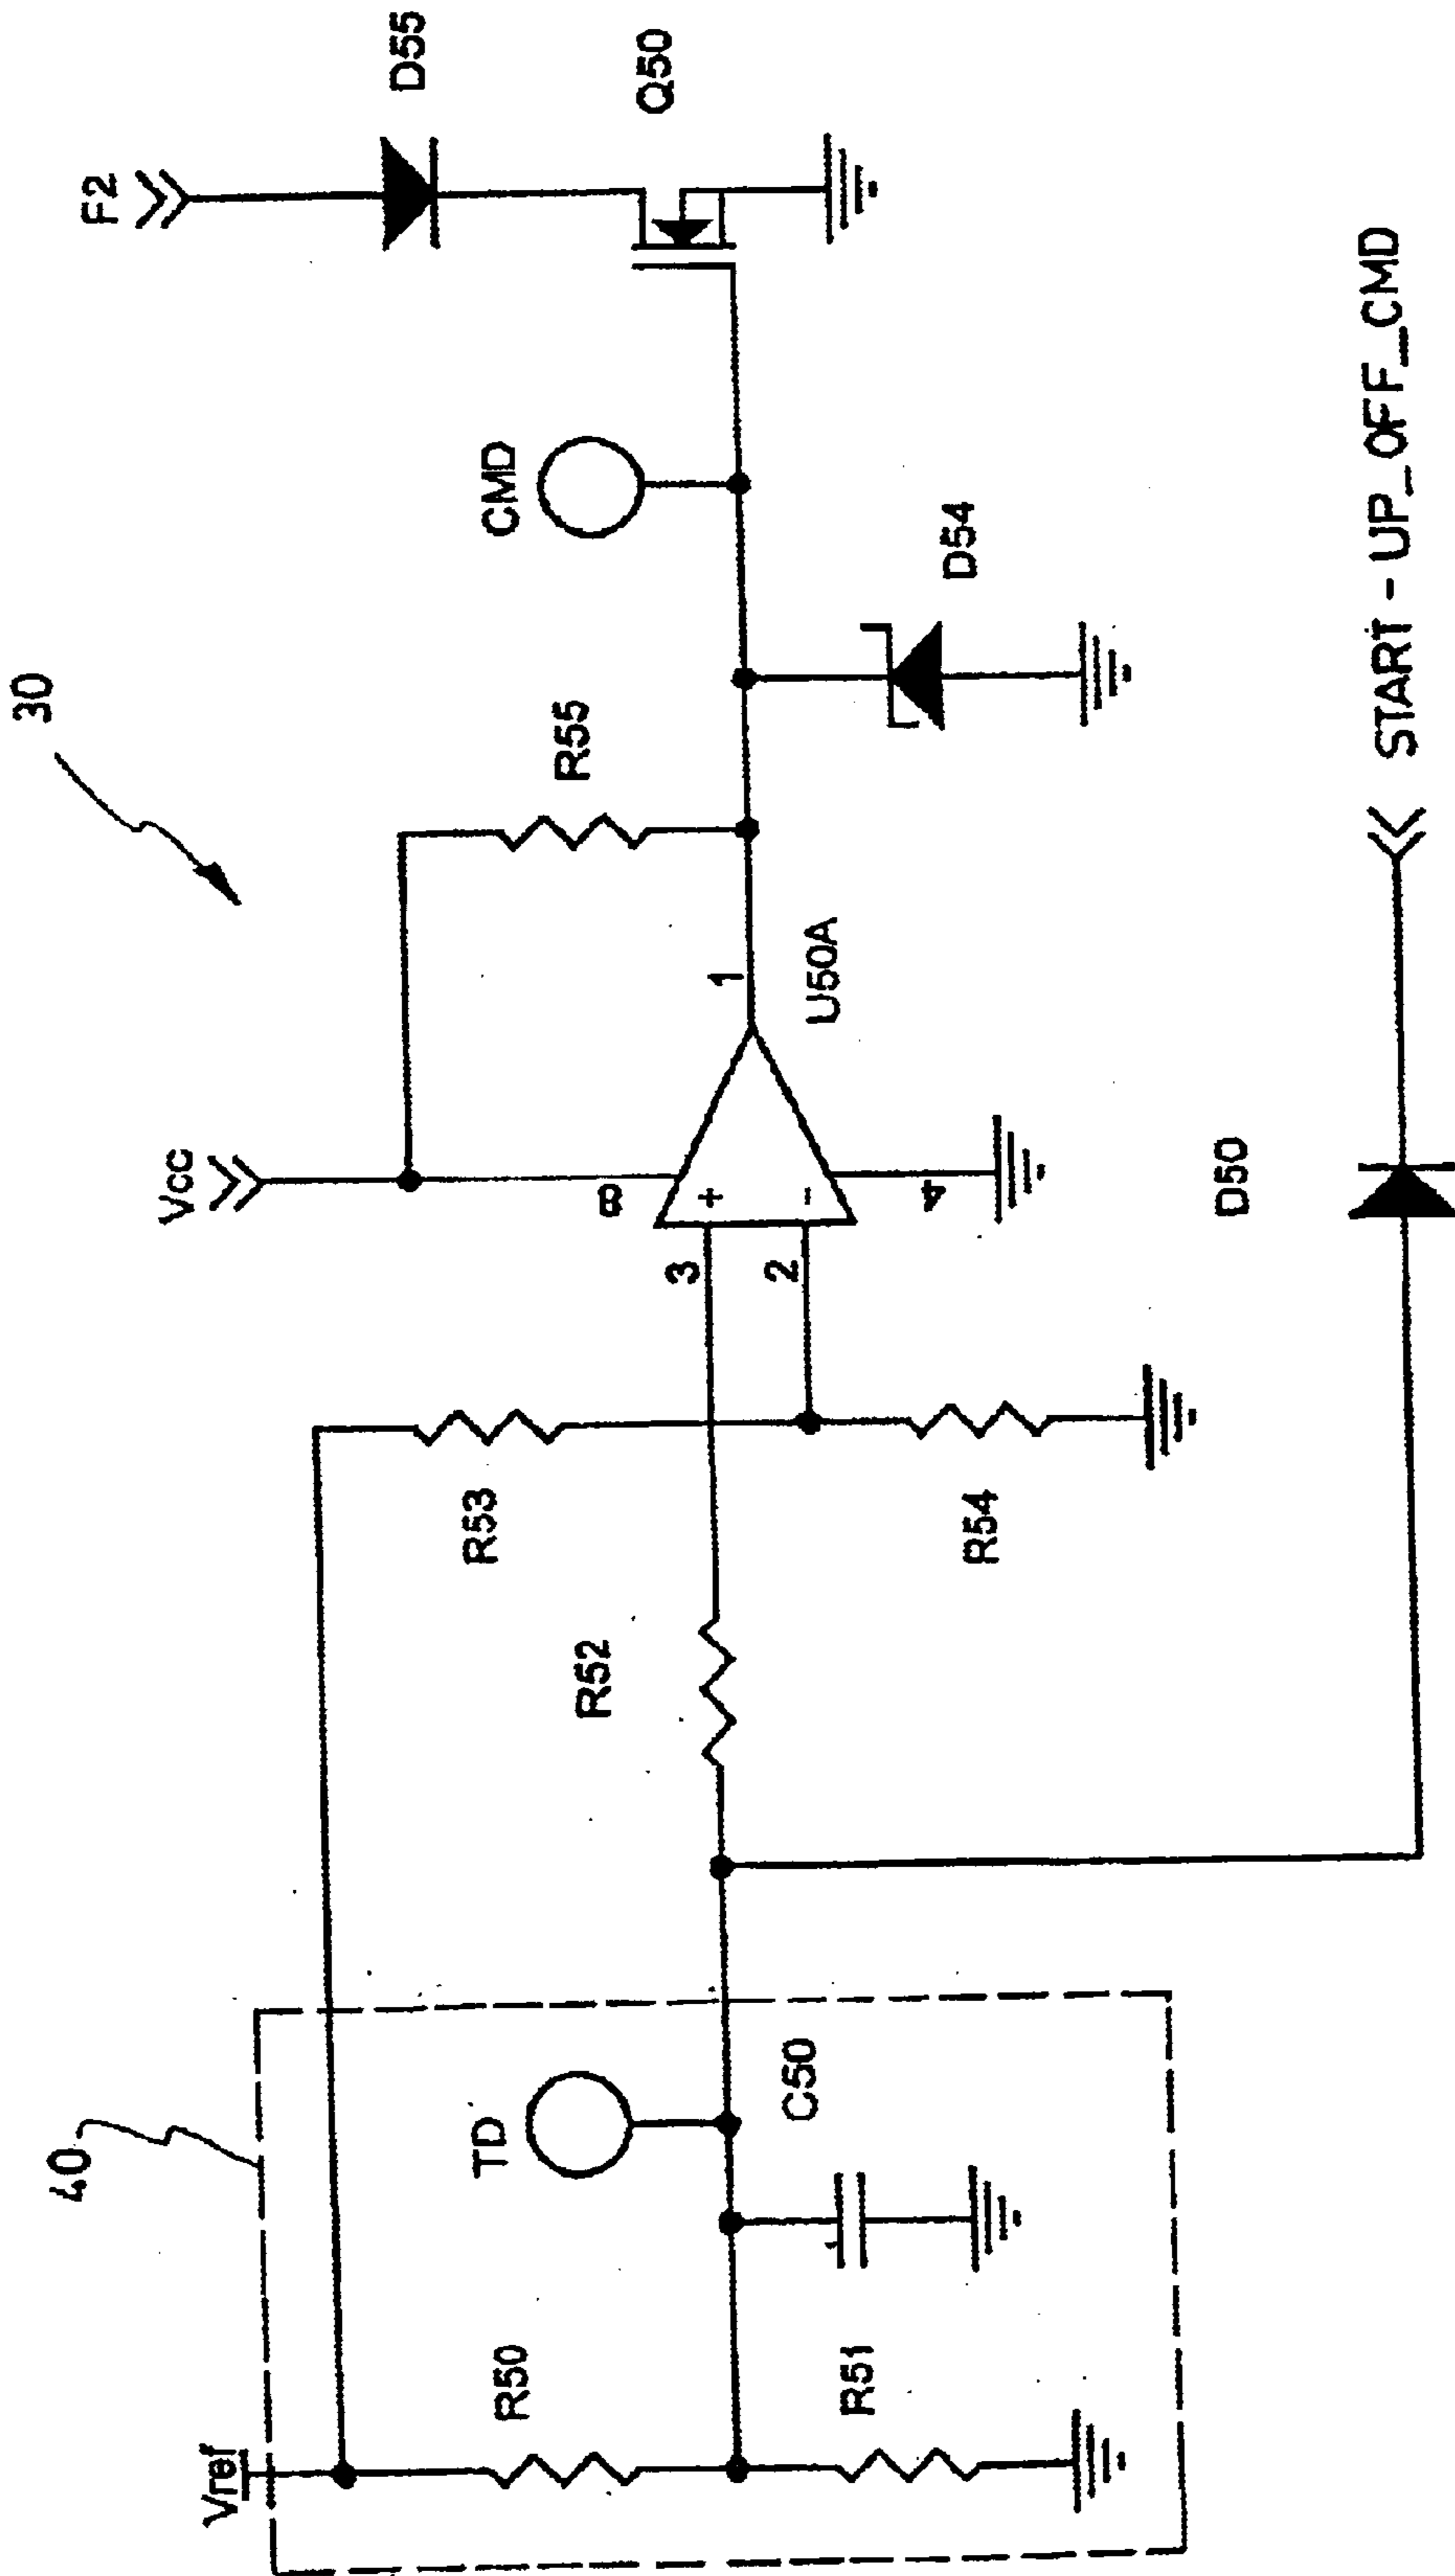 30
F2
D55
Vcc
CMD
Q50
R55
8
+
3
1
2
-
4
U50A
D54
40
Vref
R53
R52
R54
TD
R50
C50
R51
D50
START - UP_OFF_CMD